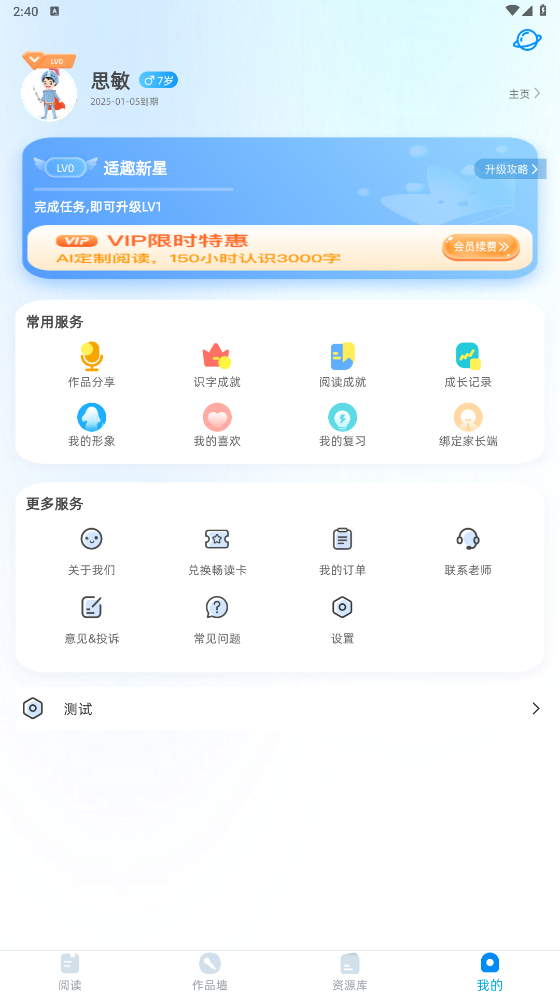 2:40 A
LV0
思敏 7岁
2025-01-05到期
主页
LV0 适趣新星
升级攻略
完成任务,即可升级LV1
VIP VIP限时特惠
AI定制阅读，150小时认识3000字
会员续费
常用服务
作品分享 识字成就 阅读成就 成长记录
我的形象 我的喜欢 我的复习 绑定家长端
更多服务
关于我们 兑换畅读卡 我的订单 联系老师
意见&投诉 常见问题 设置
测试
阅读 作品墙 资源库 我的